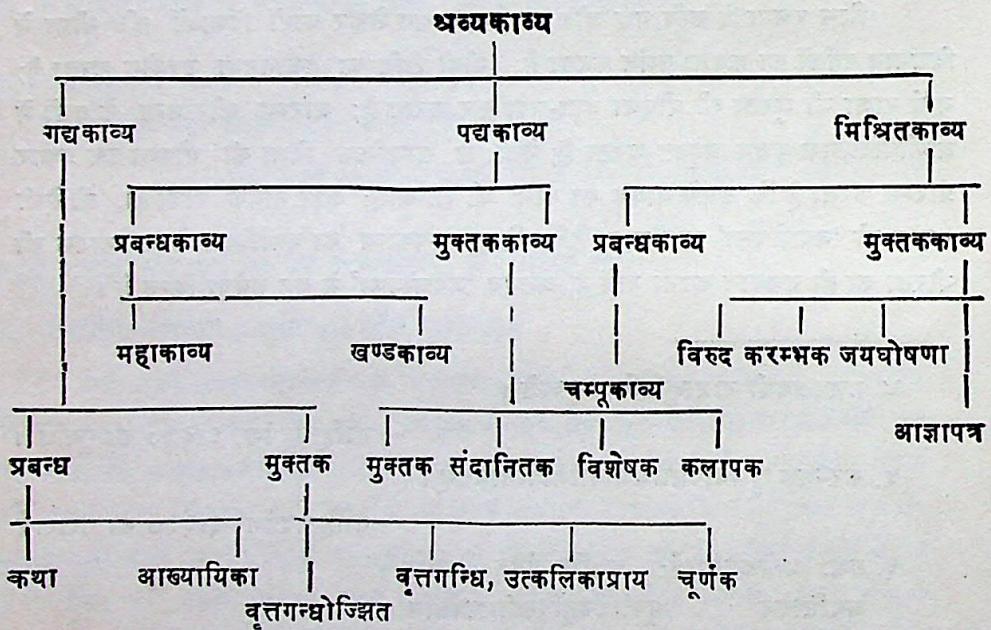 श्रव्यकाव्य
गद्यकाव्य पद्यकाव्य मिश्रितकाव्य
प्रबन्धकाव्य मुक्तककाव्य प्रबन्धकाव्य मुक्तककाव्य
महाकाव्य खण्डकाव्य विरुद करम्भक जयघोषणा
चम्पूकाव्य
आज्ञापत्र
प्रबन्ध मुक्तक मुक्तक संदानितक विशेषक कलापक
कथा आख्यायिका वृत्तगन्धि, उत्कलिकाप्राय चूर्णक
वृत्तगन्धोज्झित